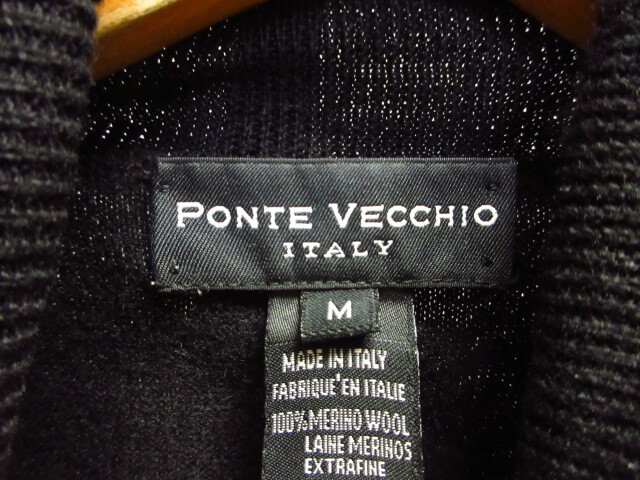 PONTE VECCHIO
ITALY
M
MADE IN ITALY
FABRIQUE'EN ITALIE
100% MERINO WOOL
LAINE MERINOS
EXTRAFINE